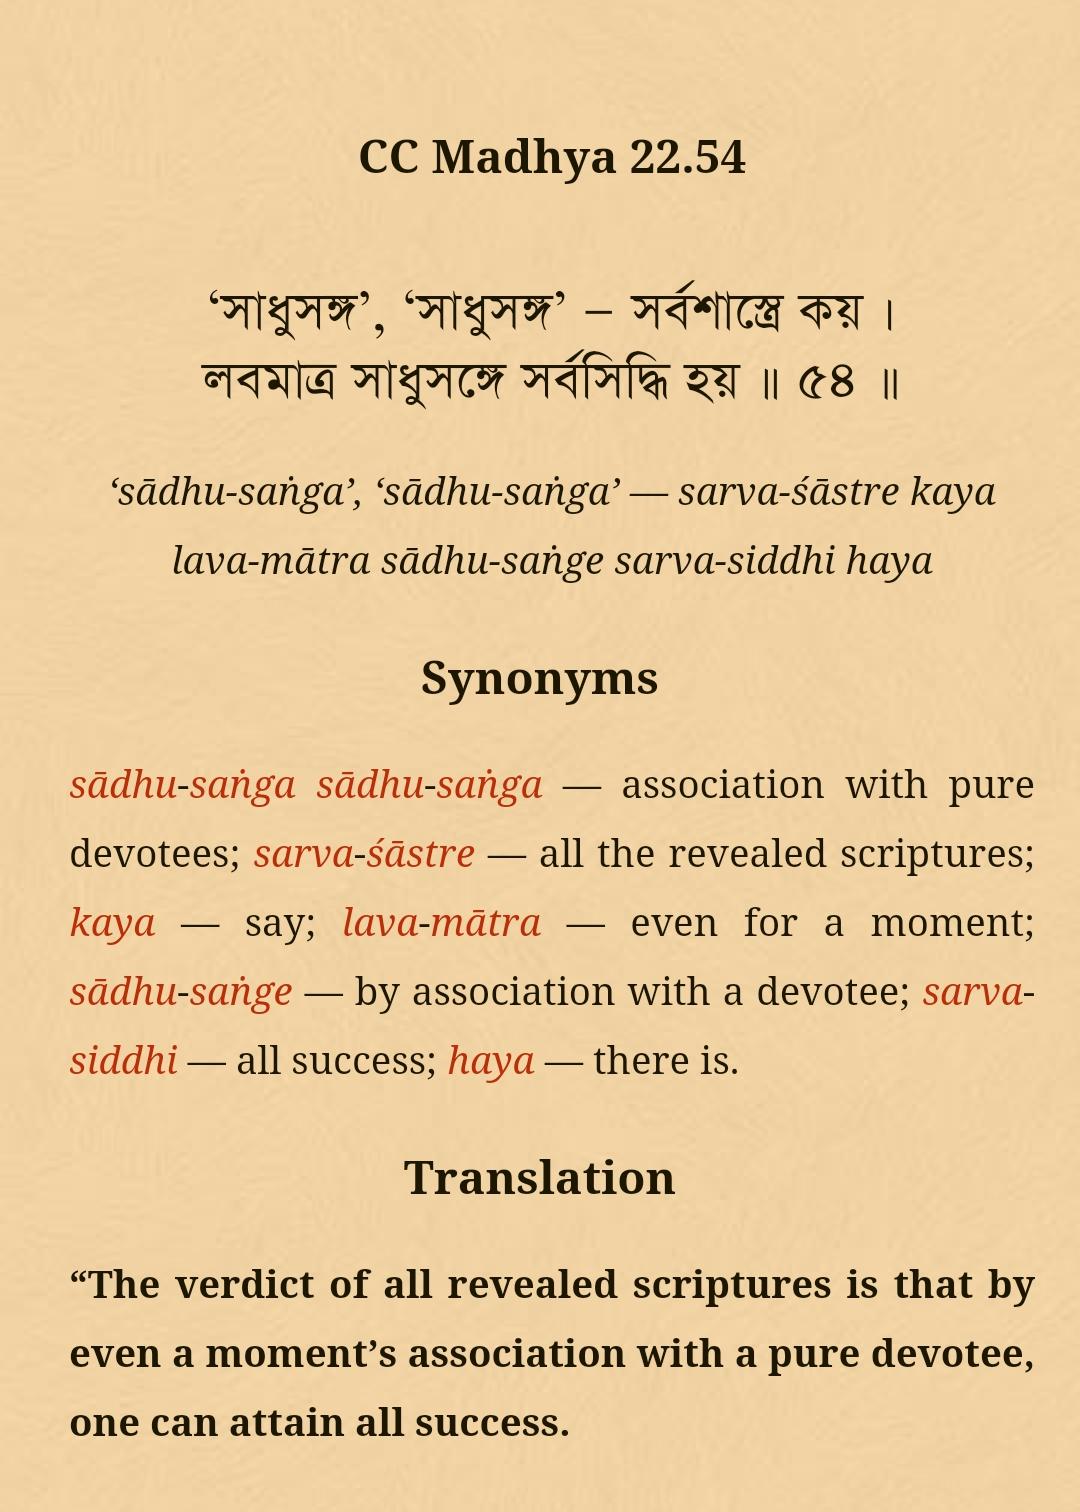 CC Madhya 22.54
‘সাধুসঙ্গ’, ‘সাধুসঙ্গ’ – সর্বশাস্ত্রে কয় ।
লবমাত্র সাধুসঙ্গে সর্বসিদ্ধি হয় ॥ ৫৪ ॥
‘sādhu-saṅga’, ‘sādhu-saṅga’ — sarva-śāstre kaya
lava-mātra sādhu-saṅge sarva-siddhi haya
Synonyms
sādhu-saṅga sādhu-saṅga — association with pure
devotees; sarva-śāstre — all the revealed scriptures;
kaya — say; lava-mātra — even for a moment;
sādhu-saṅge — by association with a devotee; sarva-
siddhi — all success; haya — there is.
Translation
“The verdict of all revealed scriptures is that by
even a moment’s association with a pure devotee,
one can attain all success.